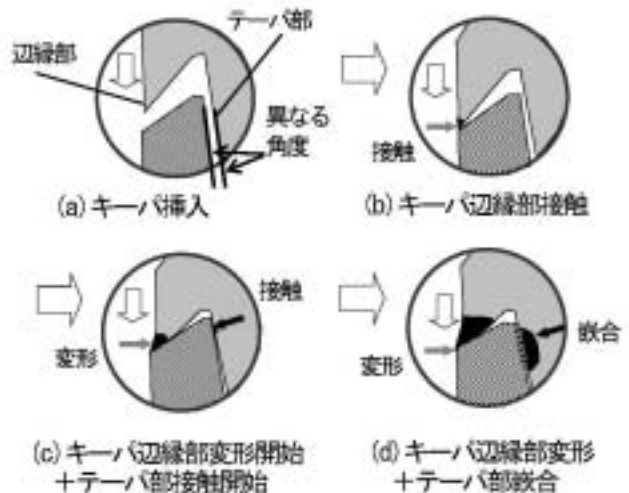 辺縁部
テーパ部
異なる
角度
(a)キーパ挿入
接触
(b)キーパ辺縁部接触
接触
変形
(c)キーパ辺縁部変形開始
＋テーパ部接触開始
嵌合
変形
(d)キーパ辺縁部変形
＋テーパ部嵌合